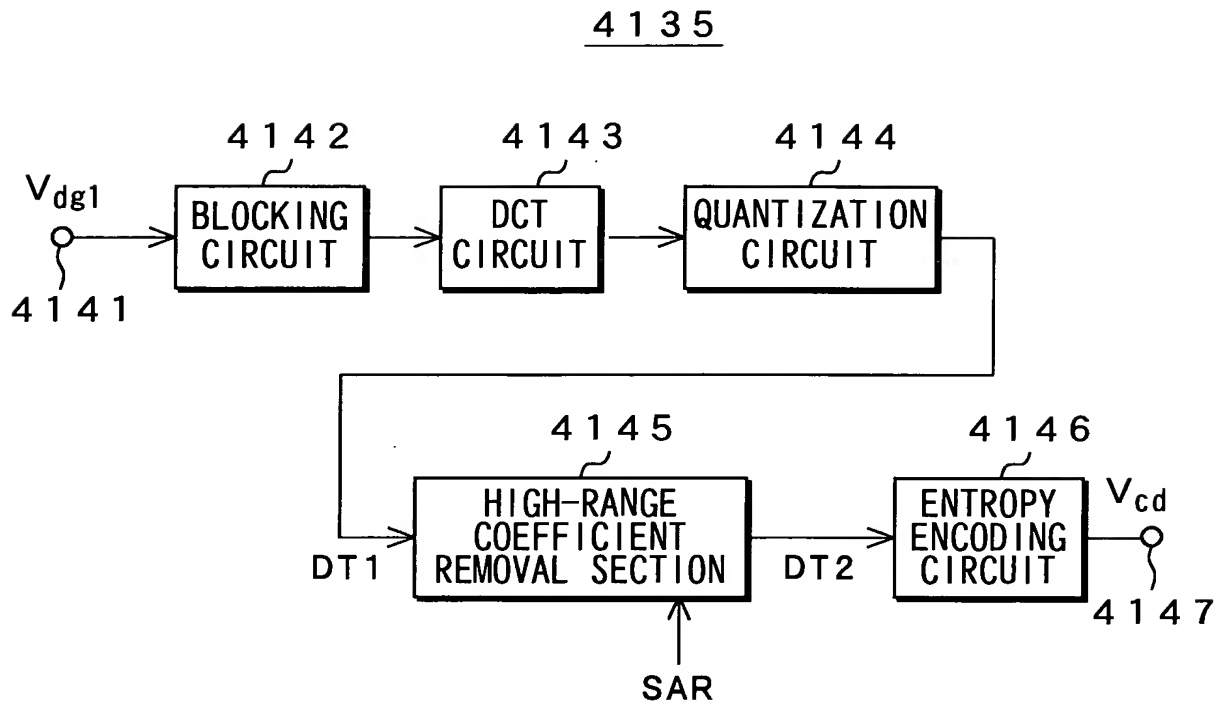 4135
4142
4143
4144
Vdg1
BLOCKING
CIRCUIT
DCT
CIRCUIT
QUANTIZATION
CIRCUIT
4141
4145
4146
HIGH-RANGE
COEFFICIENT
REMOVAL SECTION
ENTROPY
ENCODING
CIRCUIT
Vcd
DT1
DT2
4147
SAR